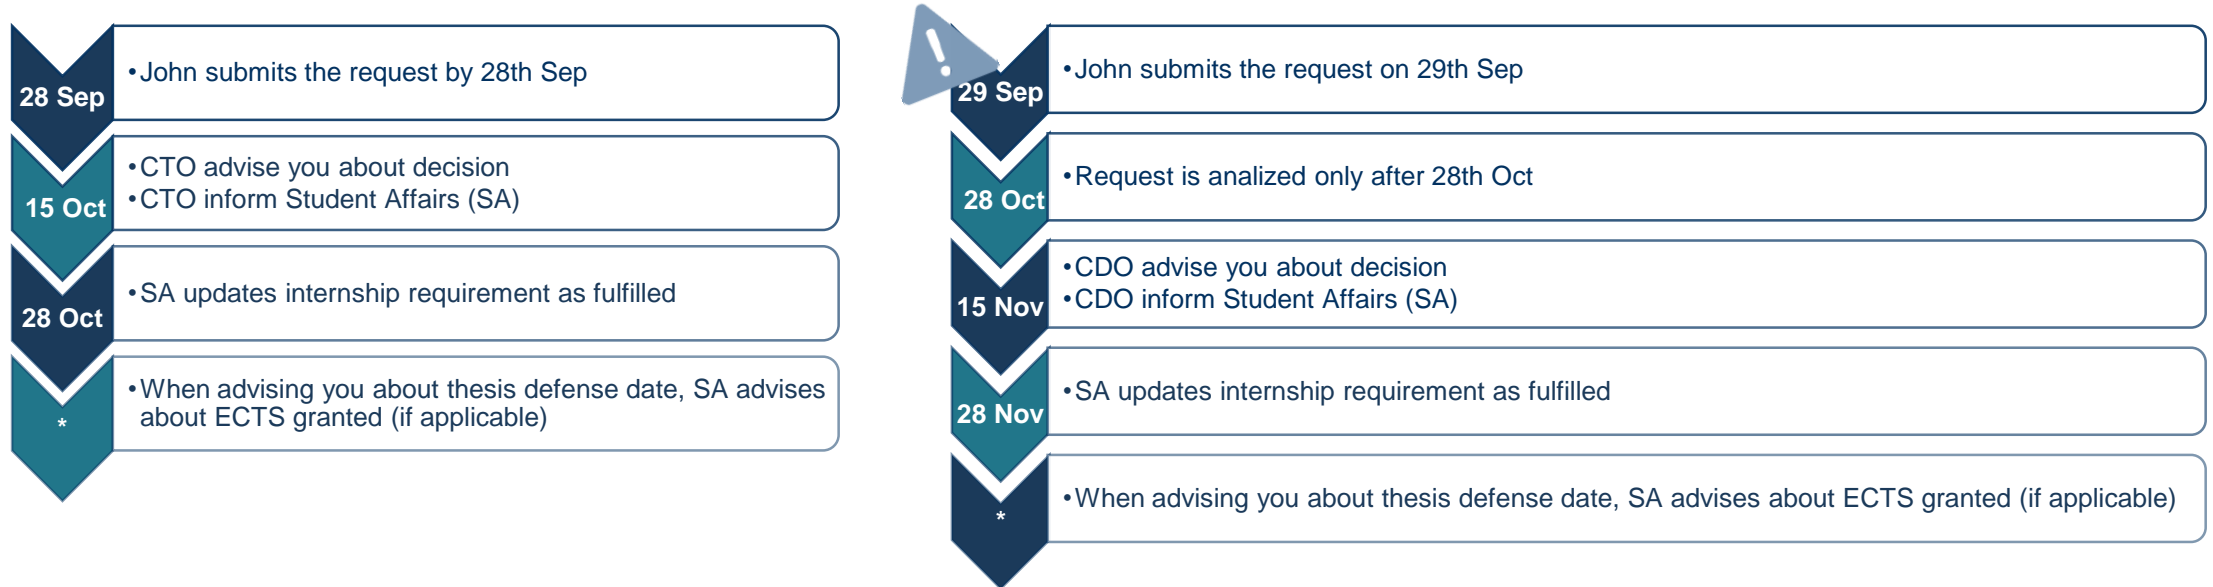 28 Sep
•John submits the request by 28th Sep
15 Oct
•CTO advise you about decision
•CTO inform Student Affairs (SA)
28 Oct
•SA updates internship requirement as fulfilled
*
•When advising you about thesis defense date, SA advises
about ECTS granted (if applicable)
!
29 Sep
•John submits the request on 29th Sep
28 Oct
•Request is analized only after 28th Oct
15 Nov
•CDO advise you about decision
•CDO inform Student Affairs (SA)
28 Nov
•SA updates internship requirement as fulfilled
*
•When advising you about thesis defense date, SA advises about ECTS granted (if applicable)